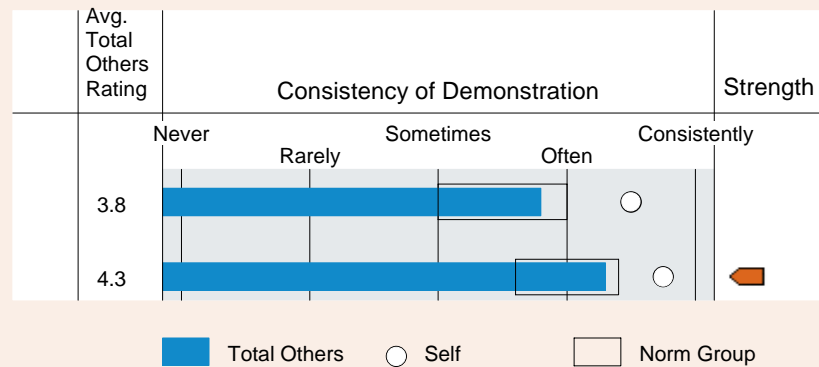 Avg.
Total
Others
Rating
Consistency of Demonstration
Strength
Never
Sometimes
Consistently
Rarely
Often
3.8
4.3
Total Others
Self
Norm Group